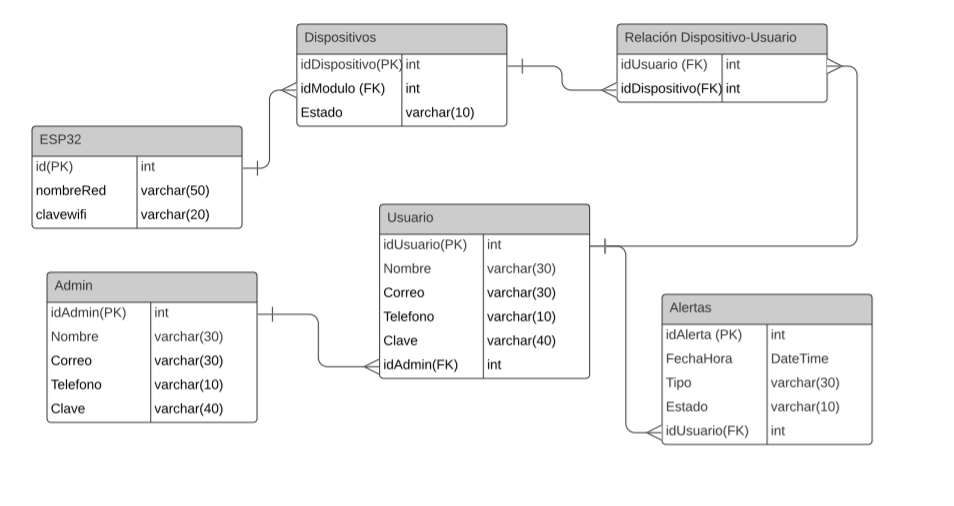 Dispositivos
idDispositivo(PK) int
idModulo (FK) int
Estado varchar(10)
Relación Dispositivo-Usuario
idUsuario (FK) int
idDispositivo(FK) int
ESP32
id(PK) int
nombreRed varchar(50)
clavewifi varchar(20)
Usuario
idUsuario(PK) int
Nombre varchar(30)
Correo varchar(30)
Telefono varchar(10)
Clave varchar(40)
idAdmin(FK) int
Admin
idAdmin(PK) int
Nombre varchar(30)
Correo varchar(30)
Telefono varchar(10)
Clave varchar(40)
Alertas
idAlerta (PK) int
FechaHora DateTime
Tipo varchar(30)
Estado varchar(10)
idUsuario(FK) int